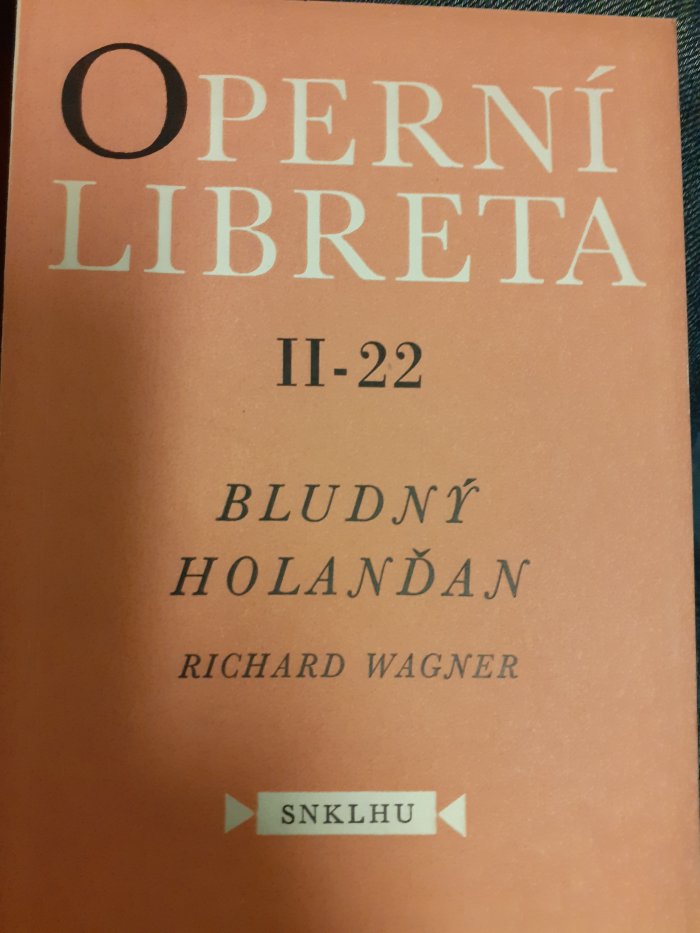 OPERNÍ
LIBRETA
II-22
BLUDNÝ
HOLANĎAN
RICHARD WAGNER
SNKLHU